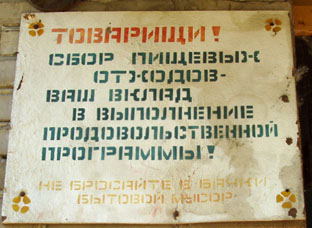 ТОВАРИЩИ!
СБОР ПИЩЕВЫХ
ОТХОДОВ-
ВАШ ВКЛАД
В ВЫПОЛНЕНИЕ
ПРОДОВОЛЬСТВЕННОЙ
ПРОГРАММЫ!
НЕ БРОСАЙТЕ В БАЧКИ
БЫТОВОЙ МУСОР